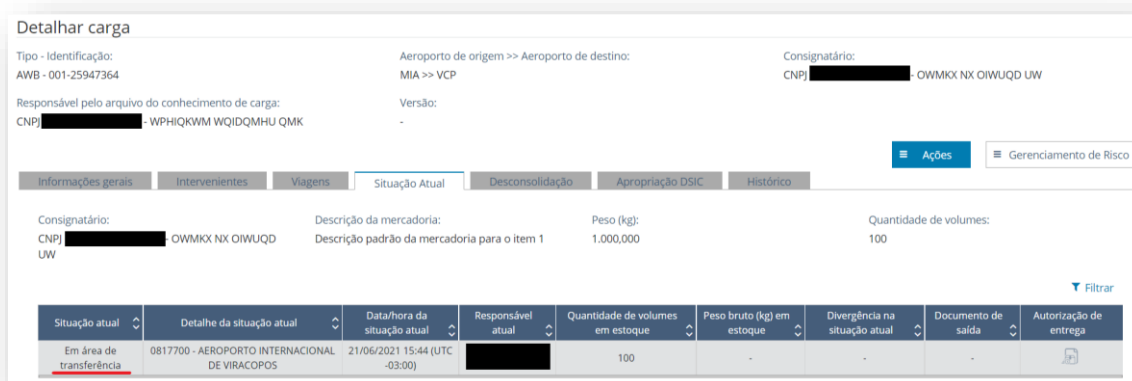 Detalhar carga
Tipo - Identificação: Aeroporto de origem >> Aeroporto de destino: Consignatário:
AWB - 001-25947364 MIA >> VCP CNPJ - OWMKX NX OIWUQD UW
Responsável pelo arquivo do conhecimento de carga: Versão:
CNPJ - WPHIQKWM WQIDQMHU QMK -
Ações Gerenciamento de Risco
Informações gerais Intervenientes Viagens Situação Atual Desconsolidação Apropriação DSIC Histórico
Consignatário: Descrição da mercadoria: Peso (kg): Quantidade de volumes:
CNPJ - OWMKX NX OIWUQD Descrição padrão da mercadoria para o item 1 1.000,000 100
UW
Filtrar
Situação atual Detalhe da situação atual Data/hora da situação atual Responsável atual Quantidade de volumes em estoque Peso bruto (kg) em estoque Divergência na situação atual Documento de saída Autorização de entrega
Em área de transferência 0817700 - AEROPORTO INTERNACIONAL DE VIRACOPOS 21/06/2021 15:44 (UTC -03:00) 100 - - -